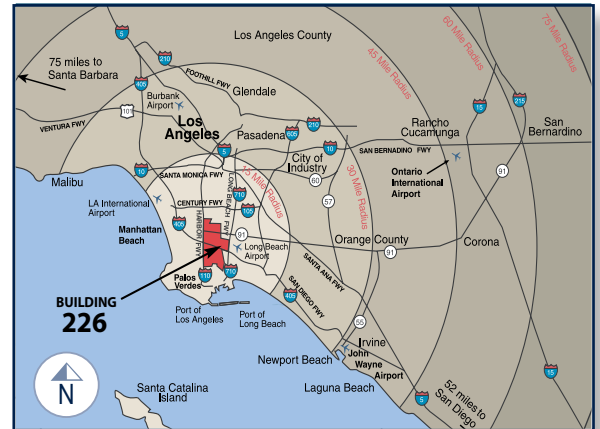 5
Los Angeles County
45 Mile Radius
60 Mile Radius
75 Mile Radius
75 miles to
Santa Barbara
210
FOOTHILL FWY
405
Burbank
Airport
Glendale
101
VENTURA FWY
Los
Angeles
Pasadena
605
210
15
215
Rancho
Cucamonga
San
Bernardino
5
City of
Industry
10
SAN BERNADINO FWY
Malibu
10
SANTA MONICA FWY
15 Mile Radius
60
30 Mile Radius
Ontario
International
Airport
91
LA International
Airport
CENTURY FWY
LONG BEACH FWY
710
105
57
405
HARBOR FWY
Manhattan
Beach
91
Long Beach
Airport
Orange County
91
Corona
SANTA ANA FWY
Palos
Verdes
110
710
SAN DIEGO FWY
405
BUILDING
226
Port of
Los Angeles
Port of
Long Beach
55
Irvine
John
Wayne
Airport
Newport Beach
15
N
Santa Catalina
Island
Laguna Beach
5
52 miles to
San Diego